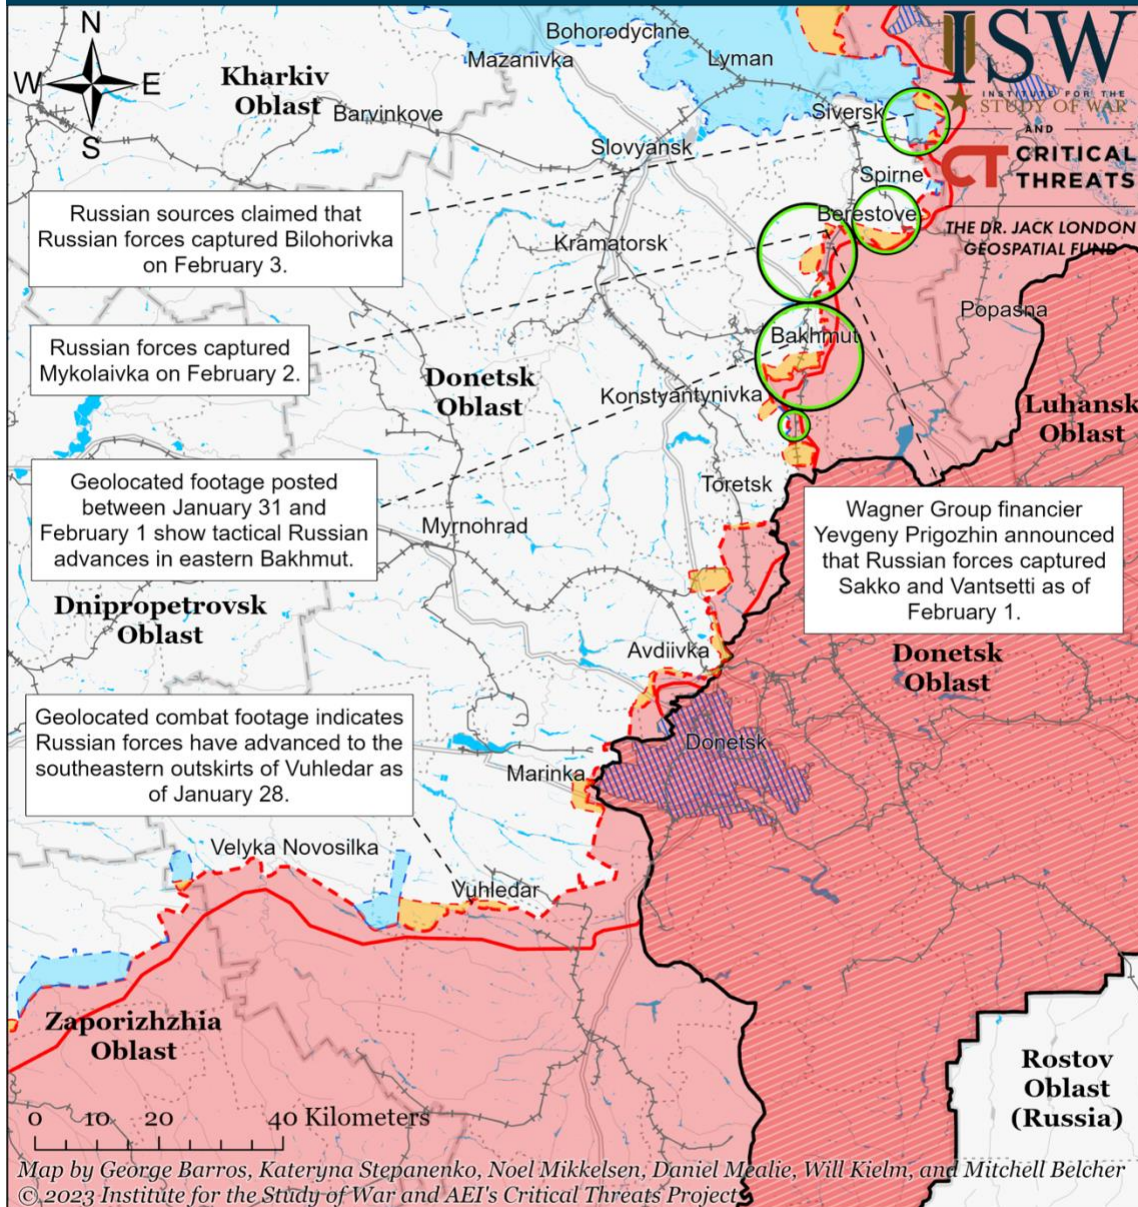 N
W
E
S
Bohorodychne
Mazanivka
Lyman
Kharkiv
Oblast
Barvinkove
Siversk
Slovyansk
ISW
INSTITUTE FOR THE
STUDY OF WAR
AND
CT CRITICAL
THREATS
THE DR. JACK LONDON
GEOSPATIAL FUND
Spirne
Berestove
Russian sources claimed that
Russian forces captured Bilohorivka
on February 3.
Kramatorsk
Popasna
Bakhmut
Russian forces captured
Mykolaivka on February 2.
Donetsk
Oblast
Konstyantynivka
Luhansk
Oblast
Geolocated footage posted
between January 31 and
February 1 show tactical Russian
advances in eastern Bakhmut.
Toretsk
Myrnohrad
Wagner Group financier
Yevgeny Prigozhin announced
that Russian forces captured
Sakko and Vantsetti as of
February 1.
Dnipropetrovsk
Oblast
Avdiivka
Donetsk
Oblast
Geolocated combat footage indicates
Russian forces have advanced to the
southeastern outskirts of Vuhledar as
of January 28.
Donetsk
Marinka
Velyka Novosilka
Vuhledar
Zaporizhzhia
Oblast
Rostov
Oblast
(Russia)
0 10 20 40 Kilometers
Map by George Barros, Kateryna Stepanenko, Noel Mikkelsen, Daniel Mealie, Will Kielm, and Mitchell Belcher
© 2023 Institute for the Study of War and AEI's Critical Threats Project